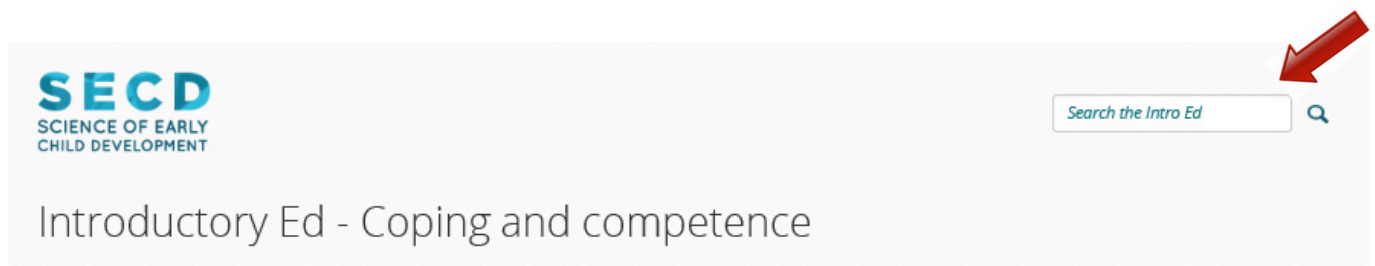 SECD
SCIENCE OF EARLY
CHILD DEVELOPMENT
Search the Intro Ed
Introductory Ed - Coping and competence